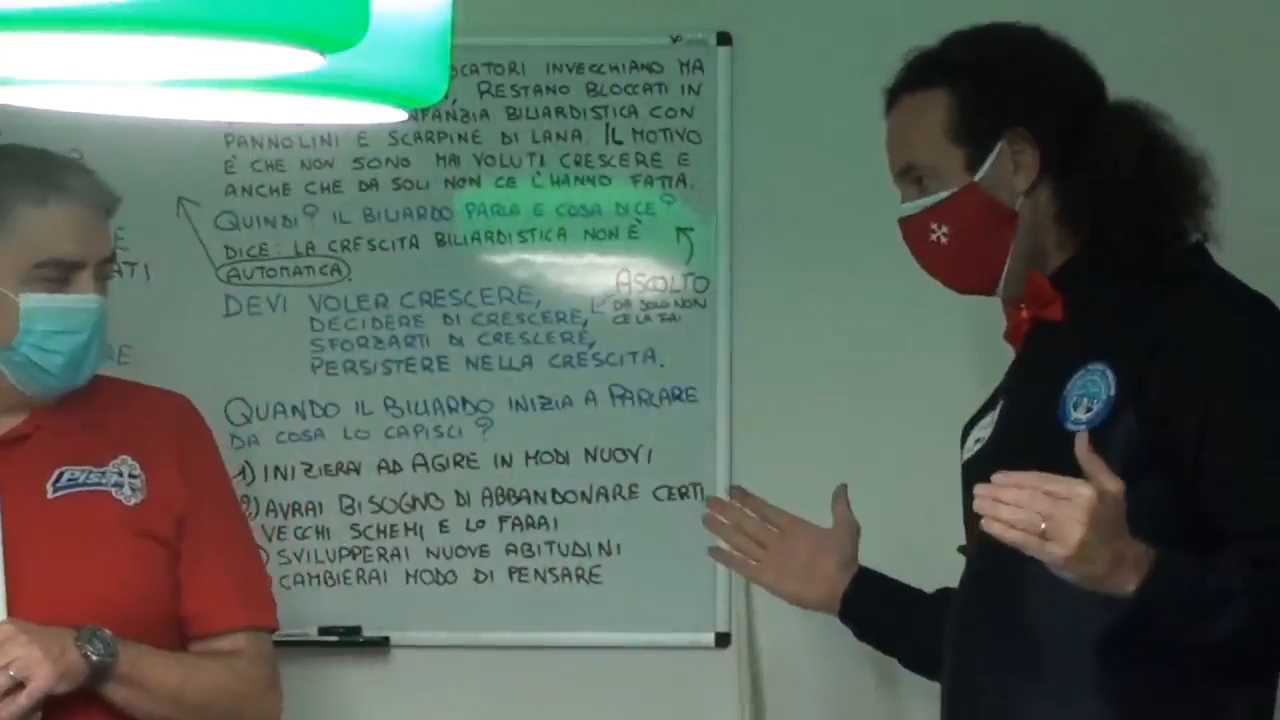 INVECCHIANO MA
RESTANO BLOCCATI IN
BILIARDISTICA CON
PANNOLINI E SCARPINE DI LANA. IL MOTIVO
È CHE NON SONO MAI VOLUTI CRESCERE E
ANCHE CHE DA SOLI NON CE L'HANNO FATTA.
QUINDI? IL BILIARDO PARLA E COSA DICE?
DICE: LA CRESCITA BILIARDISTICA NON È
AUTOMATICA.
ASCOLTO
DA SOLO NON
CE LA FAI
DEVI VOLER CRESCERE,
DECIDERE DI CRESCERE,
SFORZARTI DI CRESCERE,
PERSISTERE NELLA CRESCITA.
QUANDO IL BILIARDO INIZIA A PARLARE
DA COSA LO CAPISCI?
1) INIZIERAI AD AGIRE IN MODI NUOVI
2) AVRAI BISOGNO DI ABBANDONARE CERTI
VECCHI SCHEMI E LO FARAI
) SVILUPPERAI NUOVE ABITUDINI
CAMBIERAI MODO DI PENSARE